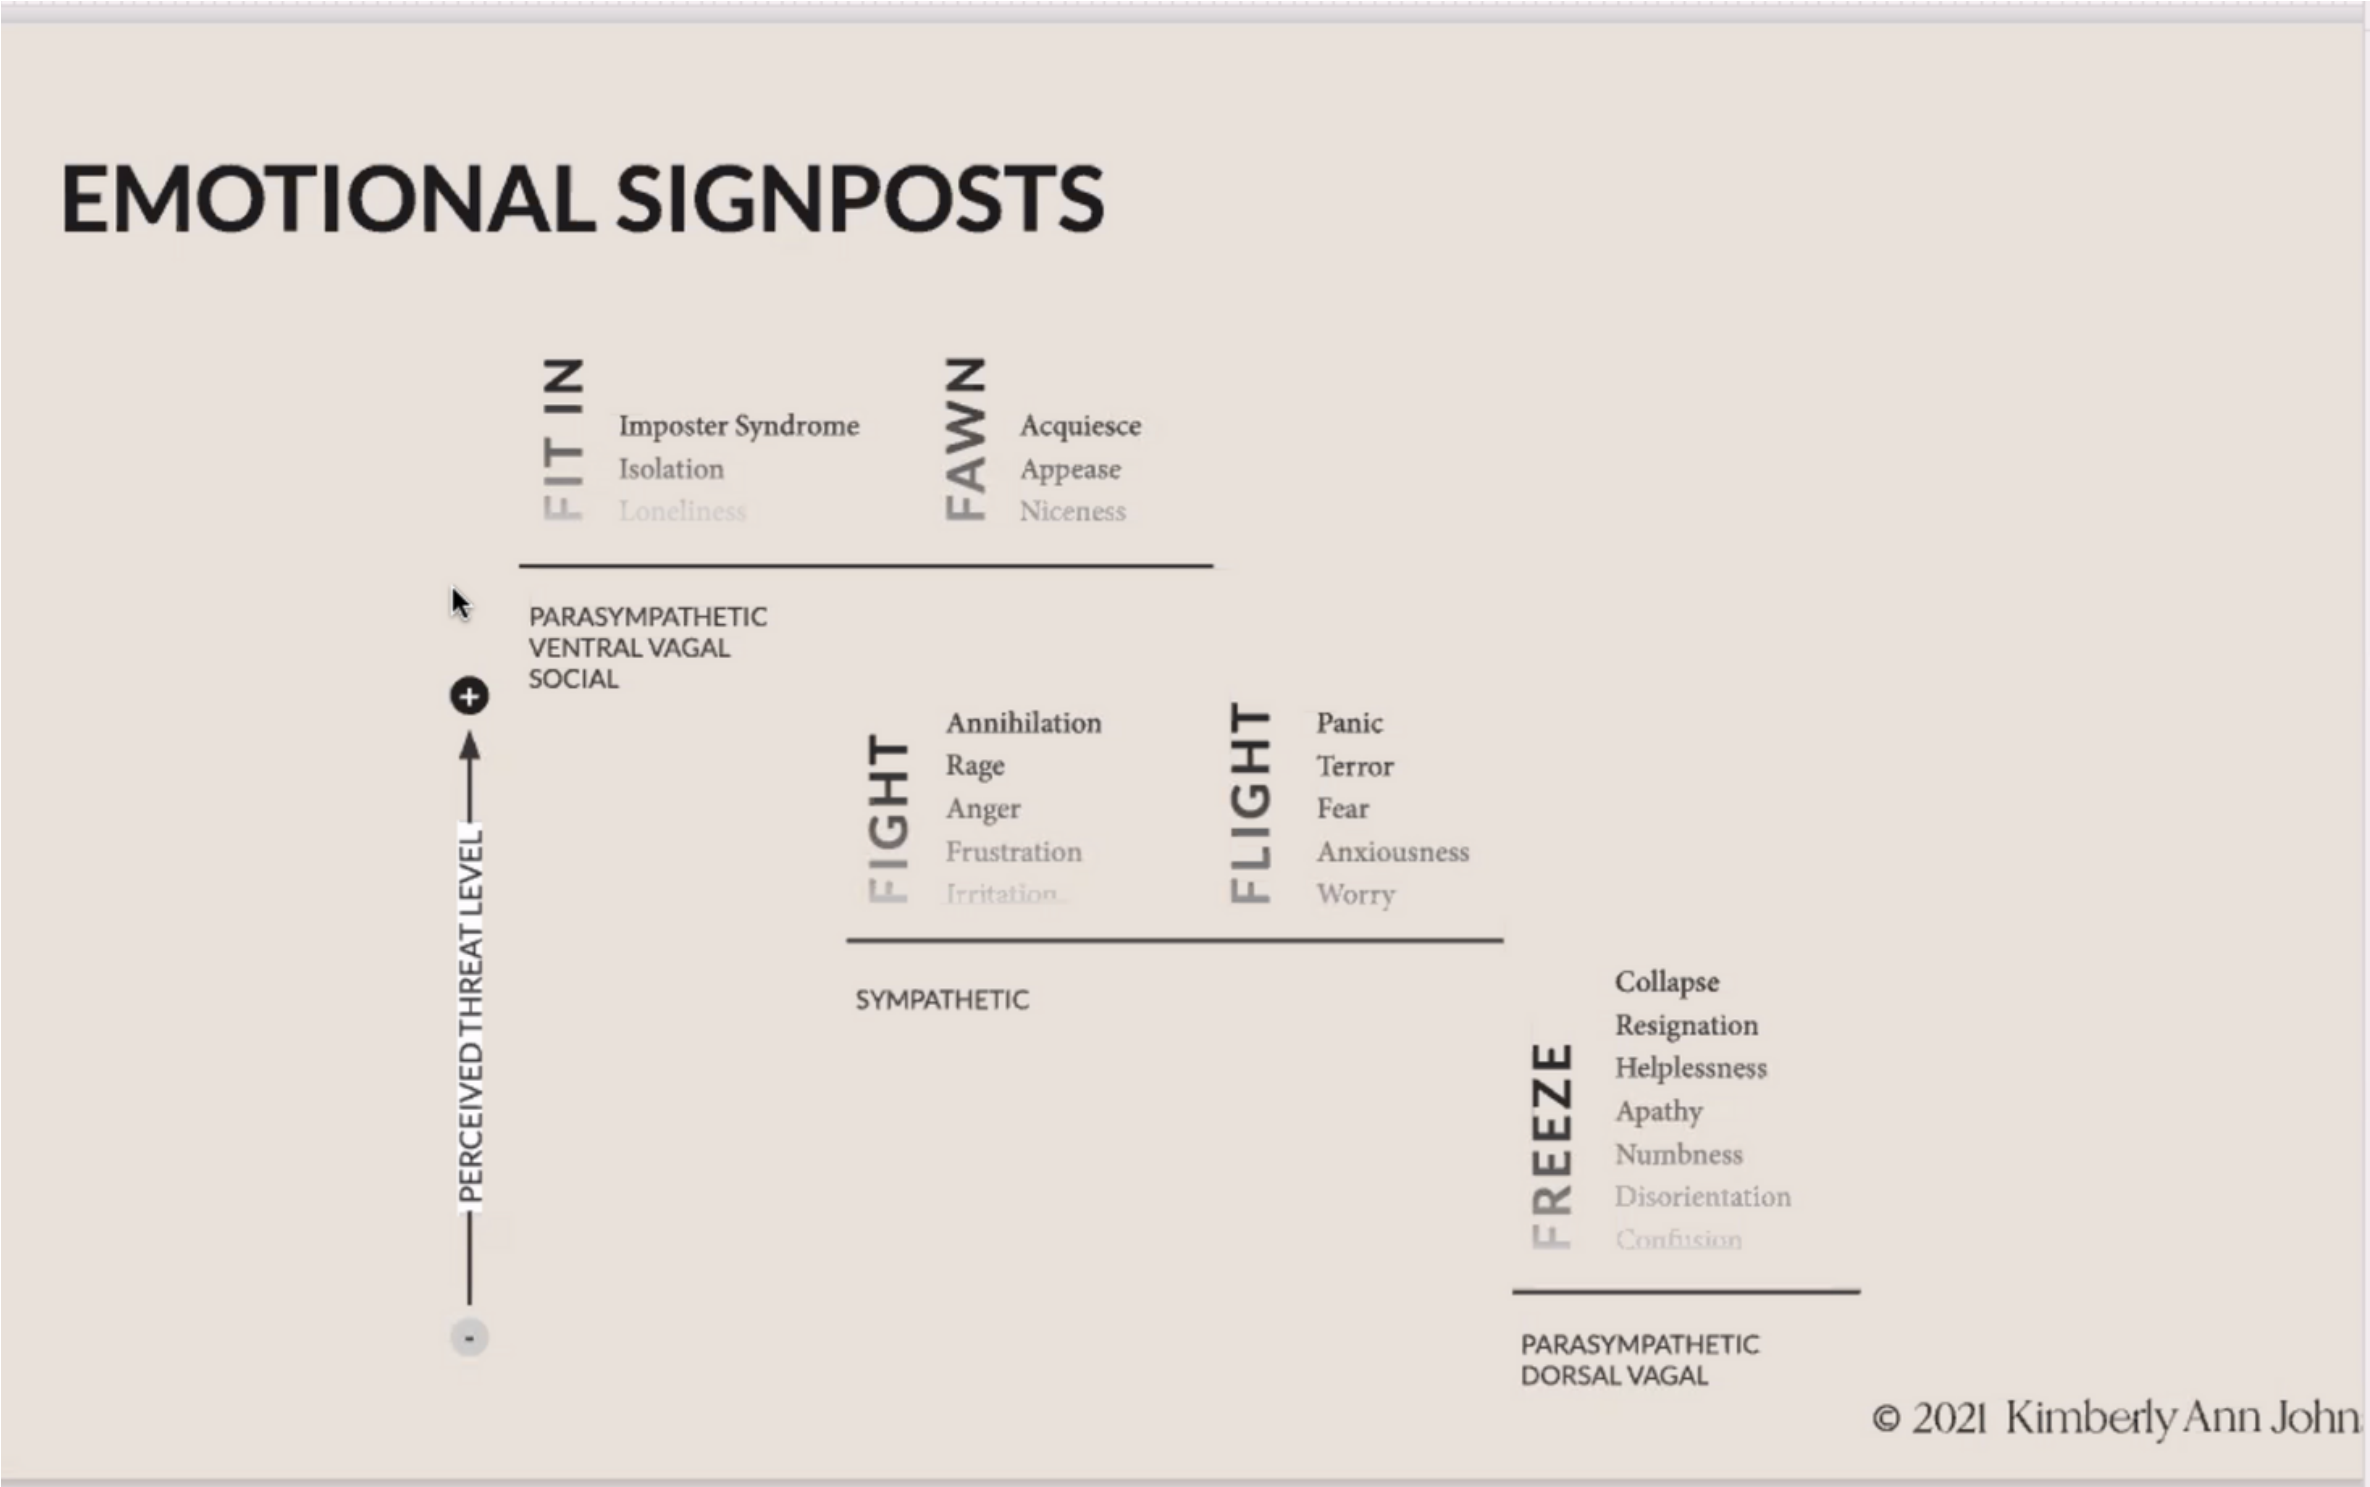 EMOTIONAL SIGNPOSTS
FIT IN
Imposter Syndrome
Isolation
Loneliness
FAWN
Acquiesce
Appease
Niceness
PARASYMPATHETIC
VENTRAL VAGAL
SOCIAL
+
PERCEIVED THREAT LEVEL
-
FIGHT
Annihilation
Rage
Anger
Frustration
Irritation
FLIGHT
Panic
Terror
Fear
Anxiousness
Worry
SYMPATHETIC
FREEZE
Collapse
Resignation
Helplessness
Apathy
Numbness
Disorientation
Confusion
PARASYMPATHETIC
DORSAL VAGAL
© 2021 Kimberly Ann John